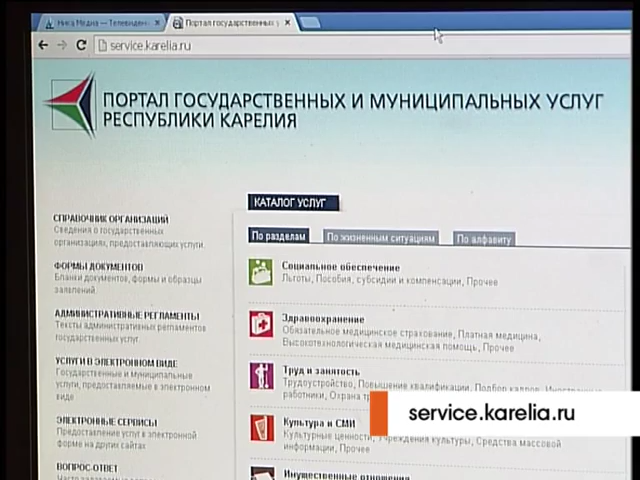 Ника Медиа — Телевиден
Портал государственных у
service.karelia.ru
ПОРТАЛ ГОСУДАРСТВЕННЫХ И МУНИЦИПАЛЬНЫХ УСЛУГ
РЕСПУБЛИКИ КАРЕЛИЯ
СПРАВОЧНИК ОРГАНИЗАЦИЙ
Сведения о государственных
организациях, предоставляющих услуги.
ФОРМЫ ДОКУМЕНТОВ
Бланки документов, формы и образцы
заявлений.
АДМИНИСТРАТИВНЫЕ РЕГЛАМЕНТЫ
Тексты административных регламентов
государственных услуг.
УСЛУГИ В ЭЛЕКТРОННОМ ВИДЕ
Государственные и муниципальные
услуги, предоставляемые в электронном
виде
ЭЛЕКТРОННЫЕ СЕРВИСЫ
Предоставление услуг в электронной
форме на других сайтах
ВОПРОС-ОТВЕТ
КАТАЛОГ УСЛУГ
По разделам По жизненным ситуациям По алфавиту
Социальное обеспечение
Льготы, Пособия, субсидии и компенсации, Прочее
Здравоохранение
Обязательное медицинское страхование, Платная медицина,
Высокотехнологическая медицинская помощь, Прочее
Труд и занятость
Трудоустройство, Повышение квалификации, Подбор кадров, Иностранные
работники, Охрана
Культура и СМИ
Культурные ценности, Учреждения культуры, Средства массовой
информации, Прочее
Имущественные отношения
service.karelia.ru